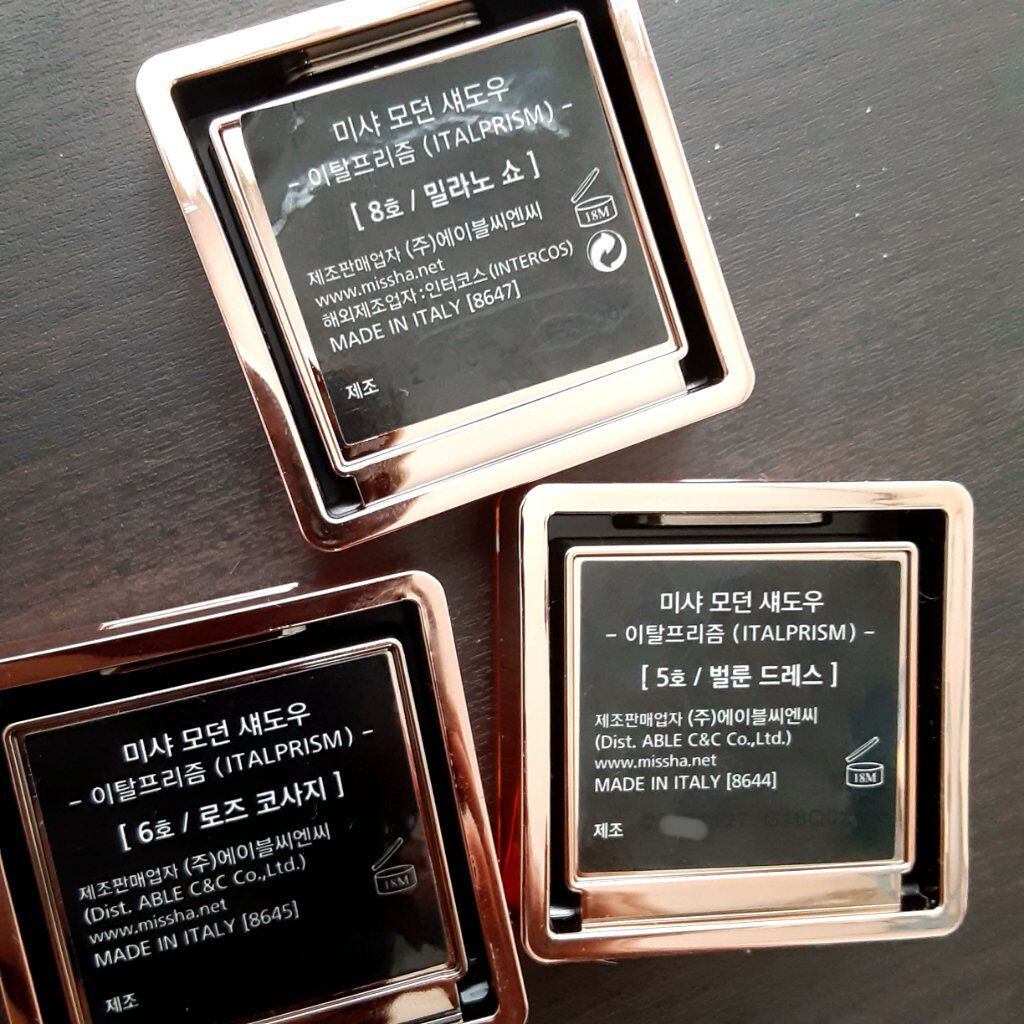 미샤 모던 섀도우
- 이탈프리즘 (ITALPRISM) -
[ 8호 / 밀라노 쇼 ]
18M
제조판매업자 (주)에이블씨엔씨
www.missha.net
해외제조업자 : 인터코스(INTERCOS)
MADE IN ITALY [8647]
제조
미샤 모던 섀도우
- 이탈프리즘 (ITALPRISM) -
[ 5호 / 벌룬 드레스 ]
제조판매업자 (주)에이블씨엔씨
(Dist. ABLE C&C Co.,Ltd.)
www.missha.net
MADE IN ITALY [8644]
18M
제조
미샤 모던 섀도우
- 이탈프리즘 (ITALPRISM) -
[ 6호 / 로즈 코사지 ]
제조판매업자 (주)에이블씨엔씨
(Dist. ABLE C&C Co.,Ltd.)
www.missha.net
MADE IN ITALY [8645]
18M
제조